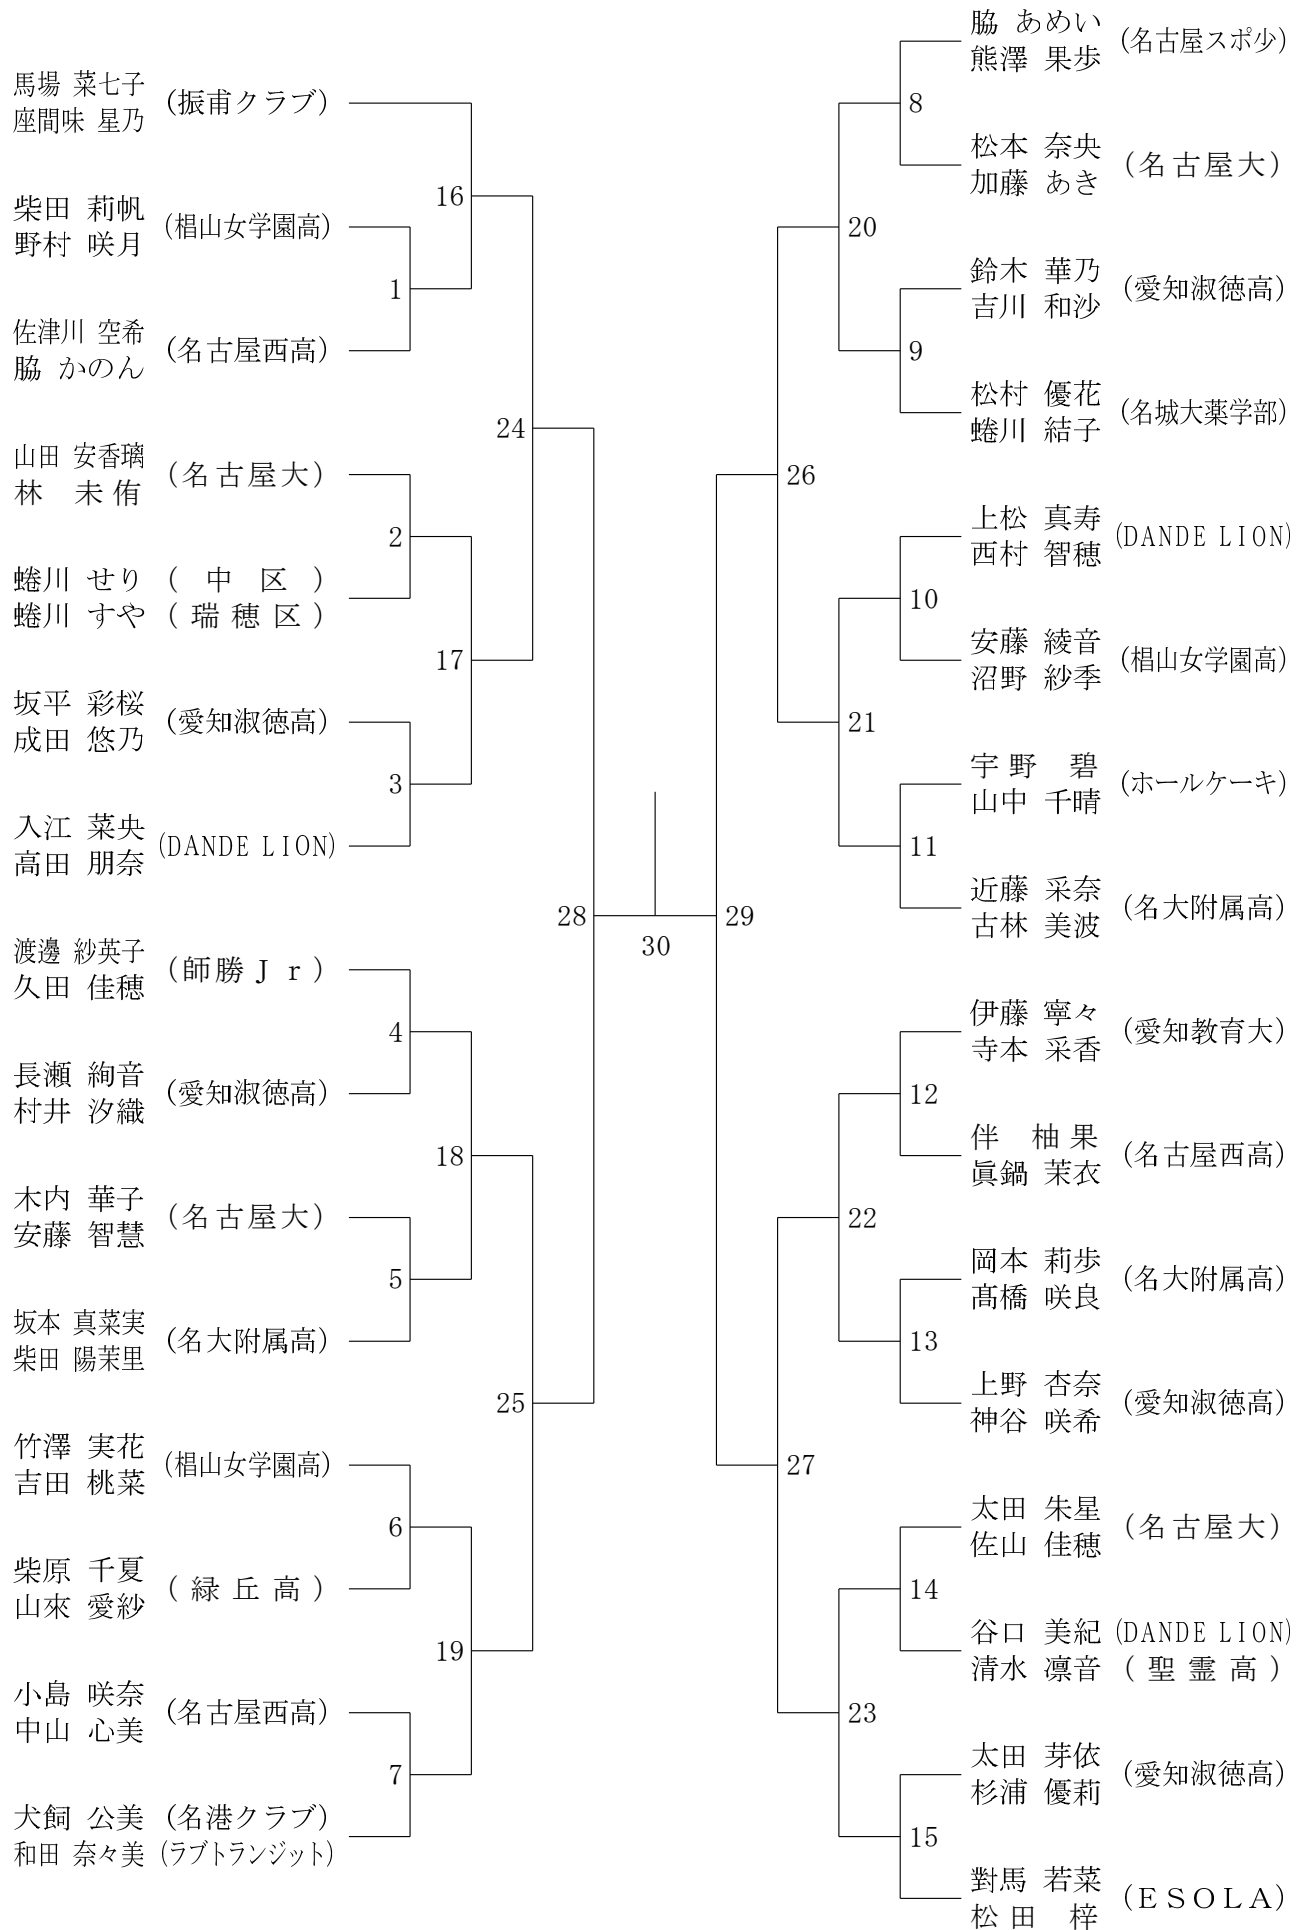 馬場 菜七子 (振甫クラブ)
座間味 星乃
16
柴田 莉帆 (椙山女学園高)
野村 咲月
1
佐津川 空希 (名古屋西高)
脇 かのん
24
山田 安香璃 (名古屋大)
林 未侑
2
蜷川 せり (中区)
蜷川 すや (瑞穂区)
17
坂平 彩桜 (愛知淑徳高)
成田 悠乃
3
入江 菜央 (DANDE LION)
高田 朋奈
28
渡邊 紗英子 (師勝Jr)
久田 佳穂
4
長瀬 絢音 (愛知淑徳高)
村井 汐織
18
木内 華子 (名古屋大)
安藤 智慧
5
坂本 真菜実 (名大附属高)
柴田 陽茉里
25
竹澤 実花 (椙山女学園高)
吉田 桃菜
6
柴原 千夏 (緑丘高)
山來 愛紗
19
小島 咲奈 (名古屋西高)
中山 心美
7
犬飼 公美 (名港クラブ)
和田 奈々美 (ラブトランジット)
30
脇 あめい (名古屋スポ少)
熊澤 果歩
8
松本 奈央 (名古屋大)
加藤 あき
20
鈴木 華乃 (愛知淑徳高)
吉川 和沙
9
松村 優花 (名城大薬学部)
蜷川 結子
26
上松 真寿 (DANDE LION)
西村 智穂
10
安藤 綾音 (椙山女学園高)
沼野 紗季
21
宇野 碧 (ホールケーキ)
山中 千晴
11
近藤 采奈 (名大附属高)
古林 美波
29
伊藤 寧々 (愛知教育大)
寺本 采香
12
伴 柚果 (名古屋西高)
眞鍋 茉衣
22
岡本 莉歩 (名大附属高)
髙橋 咲良
13
上野 杏奈 (愛知淑徳高)
神谷 咲希
27
太田 朱星 (名古屋大)
佐山 佳穂
14
谷口 美紀 (DANDE LION)
清水 凛音 (聖霊高)
23
太田 芽依 (愛知淑徳高)
杉浦 優莉
15
對馬 若菜 (ESOLA)
松田 梓